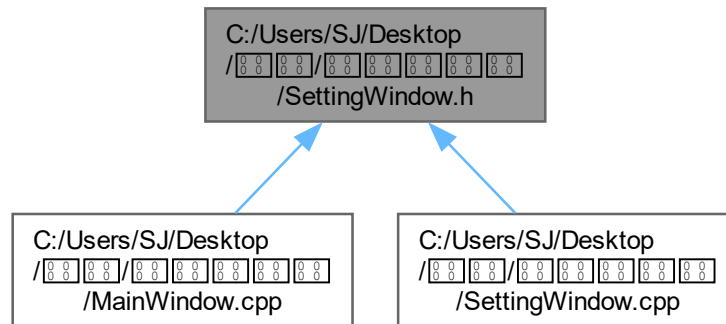 C:/Users/SJ/Desktop
/SettingWindow.h
C:/Users/SJ/Desktop
/MainWindow.cpp
C:/Users/SJ/Desktop
/SettingWindow.cpp